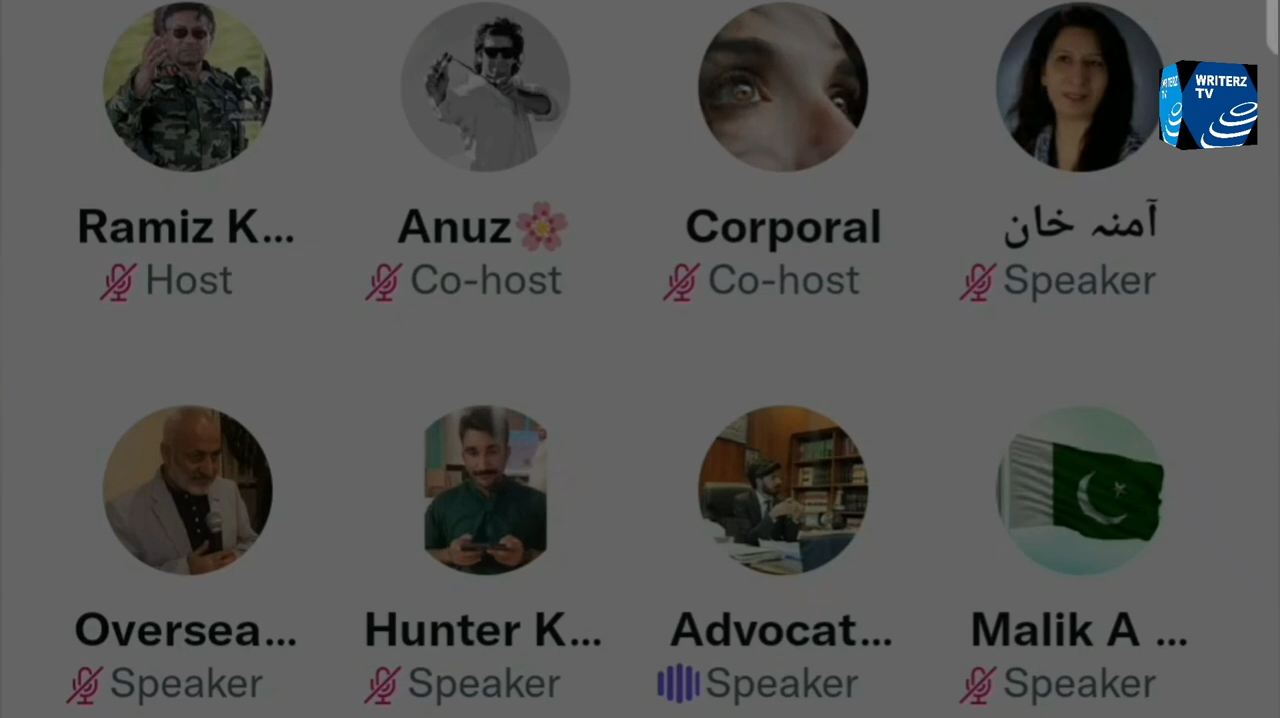 WRITERZ
TV
Ramiz K...
Anuz🌸
Corporal
آمنہ خان
Host
Co-host
Co-host
Speaker
Oversea...
Hunter K...
Advocat...
Malik A ...
Speaker
Speaker
Speaker
Speaker